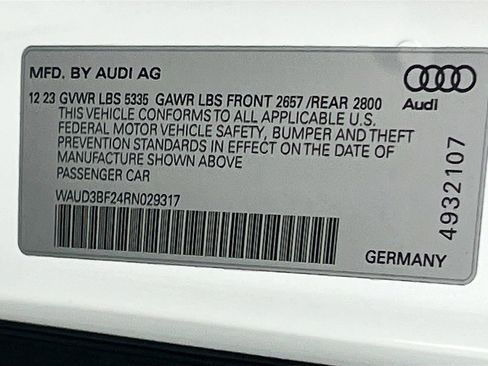 MFD. BY AUDI AG
12 23 GVWR LBS 5335 GAWR LBS FRONT 2657 /REAR 2800
THIS VEHICLE CONFORMS TO ALL APPLICABLE U.S.
FEDERAL MOTOR VEHICLE SAFETY, BUMPER AND THEFT
PREVENTION STANDARDS IN EFFECT ON THE DATE OF
MANUFACTURE SHOWN ABOVE
PASSENGER CAR
WAUD3BF24RN029317
Audi
4932107
GERMANY